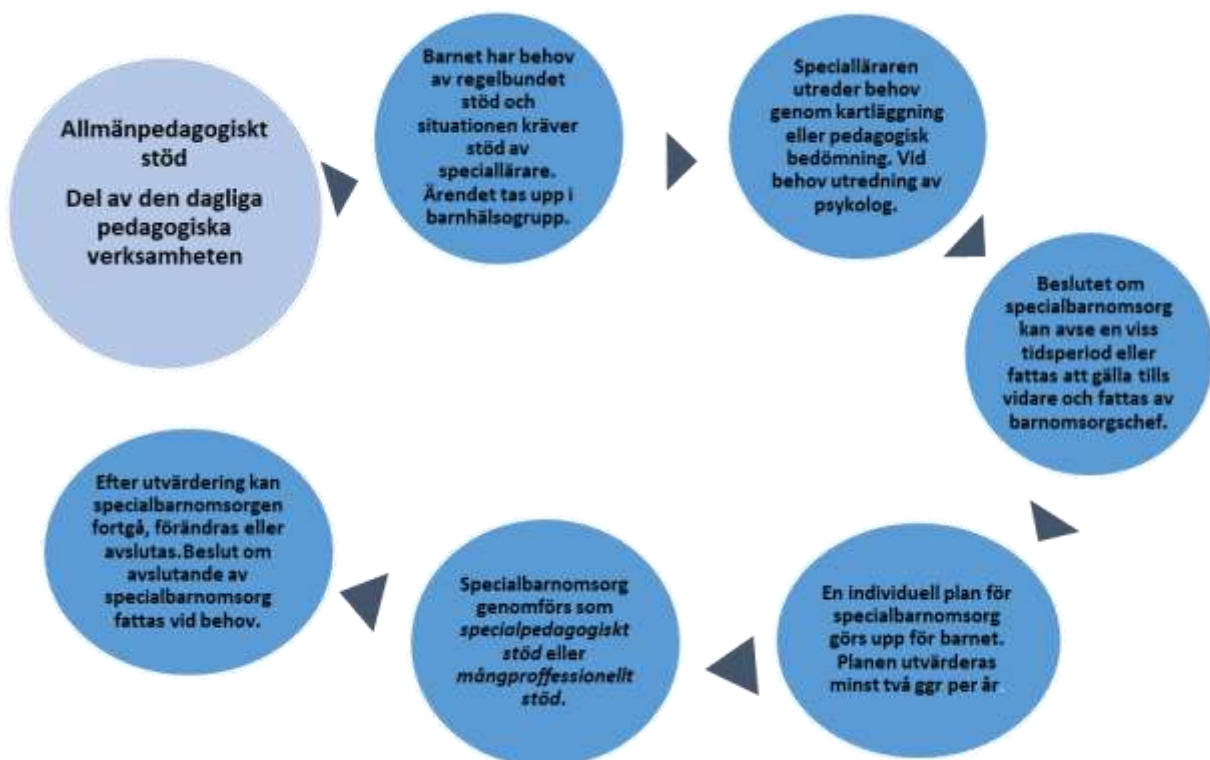 Allmänpedagogiskt
stöd
Del av den dagliga
pedagogiska
verksamheten
Barnet har behov
av regelbundet
stöd och
situationen kräver
stöd av
speciallärare.
Ärendet tas upp i
barnhälsogrupp.
Specialläraren
utreder behov
genom kartläggning
eller pedagogisk
bedömning. Vid
behov utredning av
psykolog.
Beslutet om
specialbarnomsorg
kan avse en viss
tidsperiod eller
fattas att gälla tills
vidare och fattas av
barnomsorgschef.
En individuell plan för
specialbarnomsorg
görs upp för barnet.
Planen utvärderas
minst två ggr per år
Specialbarnomsorg
genomförs som
specialpedagogiskt
stöd eller
mångproffessionellt
stöd.
Efter utvärdering kan
specialbarnomsorgen
fortgå, förändras eller
avslutas.Beslut om
avslutande av
specialbarnomsorg
fattas vid behov.